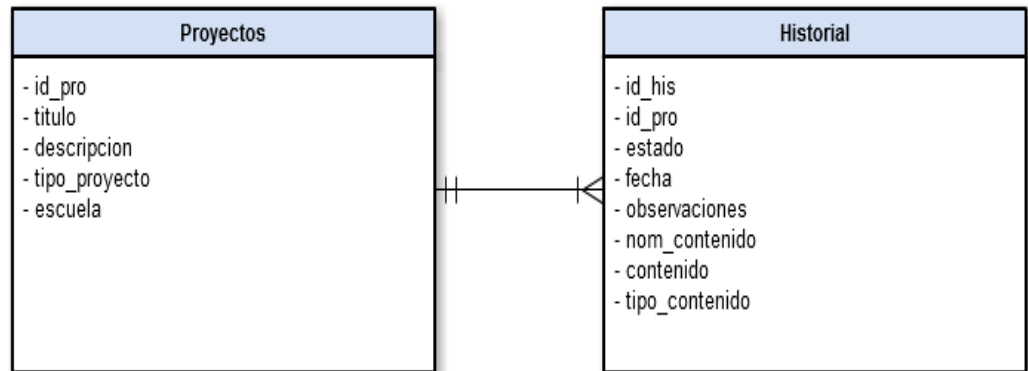 Proyectos
- id_pro
- titulo
- descripcion
- tipo_proyecto
- escuela
Historial
- id_his
- id_pro
- estado
- fecha
- observaciones
- nom_contenido
- contenido
- tipo_contenido